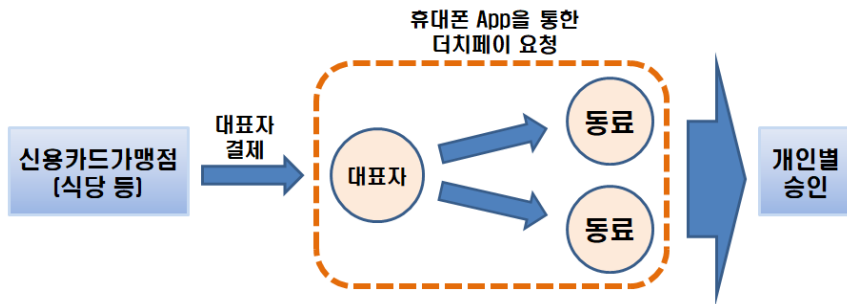 휴대폰 App을 통한
더치페이 요청
신용카드가맹점
(식당 등)
대표자
결제
대표자
동료
동료
개인별
승인